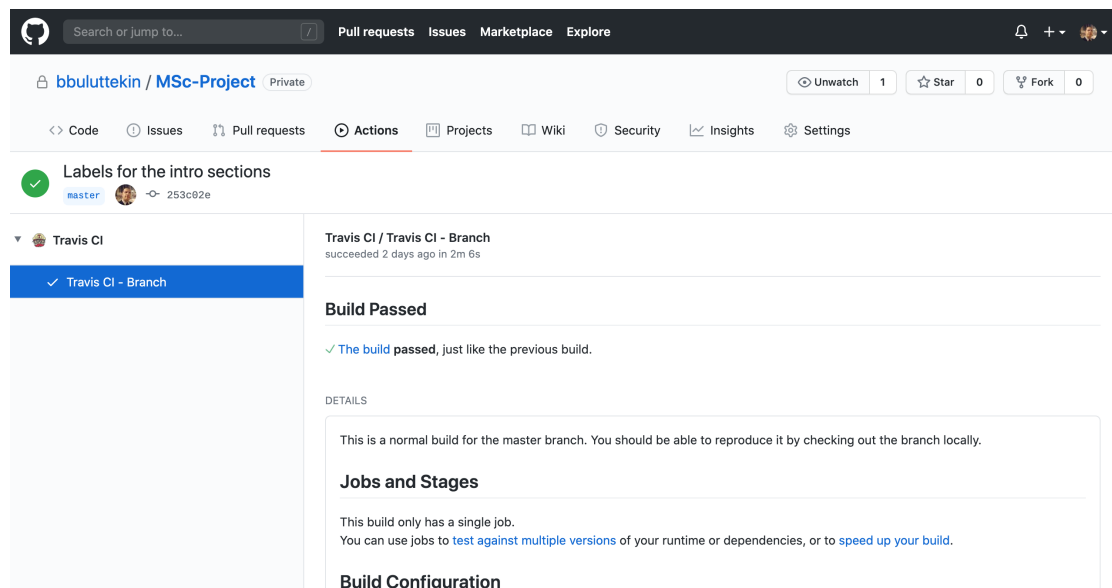 Search or jump to... /
Pull requests Issues Marketplace Explore
bbuluttekin / MSc-Project Private
Unwatch 1 Star 0 Fork 0
Code Issues Pull requests Actions Projects Wiki Security Insights Settings
Labels for the intro sections
master 253c02e
Travis CI
Travis CI - Branch
Travis CI / Travis CI - Branch
succeeded 2 days ago in 2m 6s
Build Passed
The build passed, just like the previous build.
DETAILS
This is a normal build for the master branch. You should be able to reproduce it by checking out the branch locally.
Jobs and Stages
This build only has a single job.
You can use jobs to test against multiple versions of your runtime or dependencies, or to speed up your build.
Build Configuration